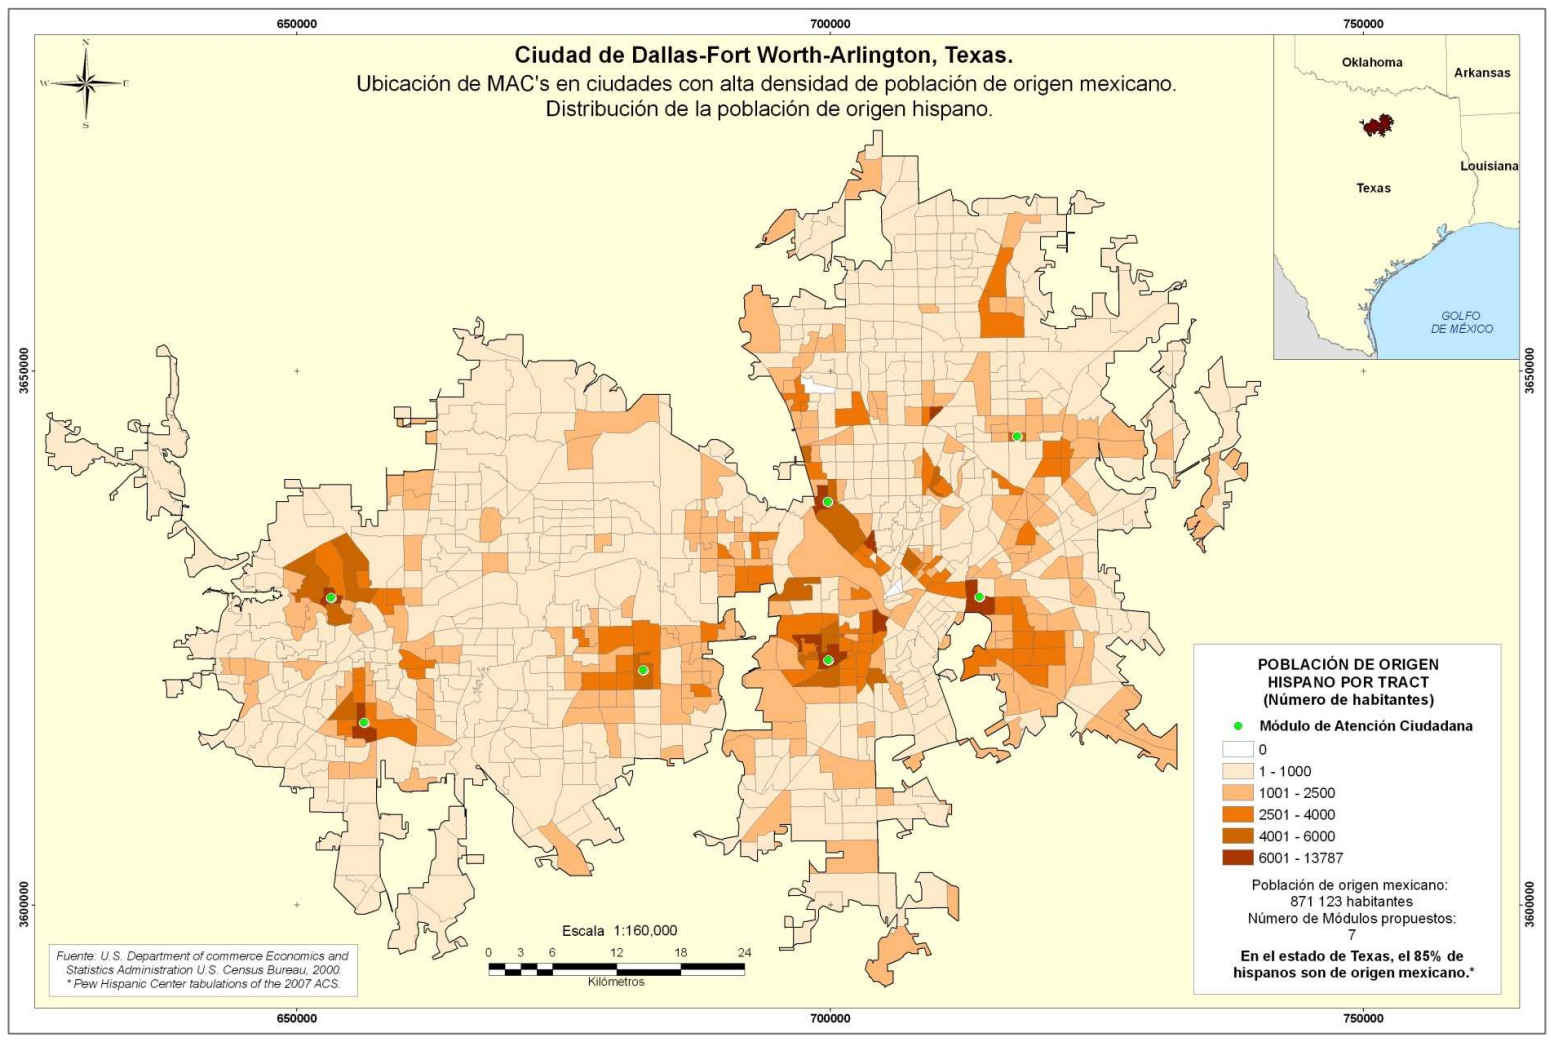 650000
700000
750000
Ciudad de Dallas-Fort Worth-Arlington, Texas.
Ubicación de MAC's en ciudades con alta densidad de población de origen mexicano.
Distribución de la población de origen hispano.
N
W
E
S
Oklahoma
Arkansas
Louisiana
Texas
GOLFO
DE MÉXICO
3650000
3650000
POBLACIÓN DE ORIGEN
HISPANO POR TRACT
(Número de habitantes)
Módulo de Atención Ciudadana
0
1 - 1000
1001 - 2500
2501 - 4000
4001 - 6000
6001 - 13787
Población de origen mexicano:
871 123 habitantes
Número de Módulos propuestos:
7
En el estado de Texas, el 85% de
hispanos son de origen mexicano.*
3600000
3600000
Escala 1:160,000
0 3 6 12 18 24
Kilómetros
Fuente: U.S. Department of commerce Economics and
Statistics Administration U.S. Census Bureau, 2000.
* Pew Hispanic Center tabulations of the 2007 ACS.
650000
700000
750000